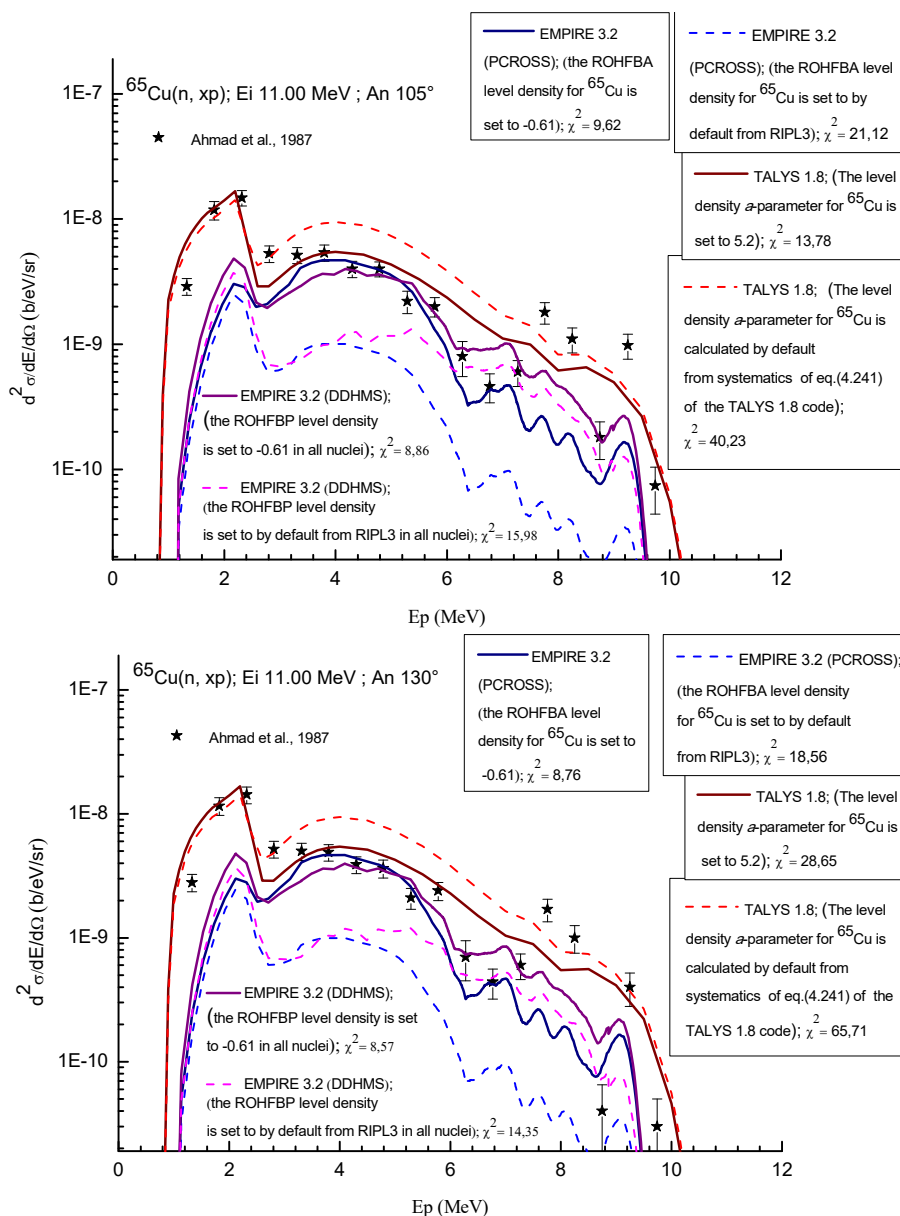 EMPIRE 3.2
(PCROSS); (the ROHFBA
level density for ⁶⁵Cu is
set to -0.61); χ² = 9,62
EMPIRE 3.2
(PCROSS); (the ROHFBA level
density for ⁶⁵Cu is set to by
default from RIPL3); χ² = 21,12
⁶⁵Cu(n, xp); Ei 11.00 MeV ; An 105°
Ahmad et al., 1987
TALYS 1.8; (The level
density a-parameter for ⁶⁵Cu is
set to 5.2); χ² = 13,78
TALYS 1.8; (The level
density a-parameter for ⁶⁵Cu is
calculated by default
from systematics of eq.(4.241)
of the TALYS 1.8 code);
χ² = 40,23
1E-7
1E-8
1E-9
1E-10
d² σ/dE/dΩ (b/eV/sr)
EMPIRE 3.2 (DDHMS);
(the ROHFBP level density
is set to -0.61 in all nuclei); χ² = 8,86
EMPIRE 3.2 (DDHMS);
(the ROHFBP level density
is set to by default from RIPL3 in all nuclei); χ² = 15,98
0 2 4 6 8 10 12
Ep (MeV)
⁶⁵Cu(n, xp); Ei 11.00 MeV ; An 130°
Ahmad et al., 1987
EMPIRE 3.2
(PCROSS);
(the ROHFBA level
density for ⁶⁵Cu is set to
-0.61); χ² = 8,76
EMPIRE 3.2 (PCROSS);
(the ROHFBA level density
for ⁶⁵Cu is set to by default
from RIPL3); χ² = 18,56
TALYS 1.8; (The level
density a-parameter for ⁶⁵Cu is
set to 5.2); χ² = 28,65
TALYS 1.8; (The level
density a-parameter for ⁶⁵Cu is
calculated by default from
systematics of eq.(4.241) of the
TALYS 1.8 code); χ² = 65,71
1E-7
1E-8
1E-9
1E-10
d² σ/dE/dΩ (b/eV/sr)
EMPIRE 3.2 (DDHMS);
(the ROHFBP level density is set
to -0.61 in all nuclei); χ² = 8,57
EMPIRE 3.2 (DDHMS);
(the ROHFBP level density
is set to by default from RIPL3 in all nuclei); χ² = 14,35
0 2 4 6 8 10 12
Ep (MeV)